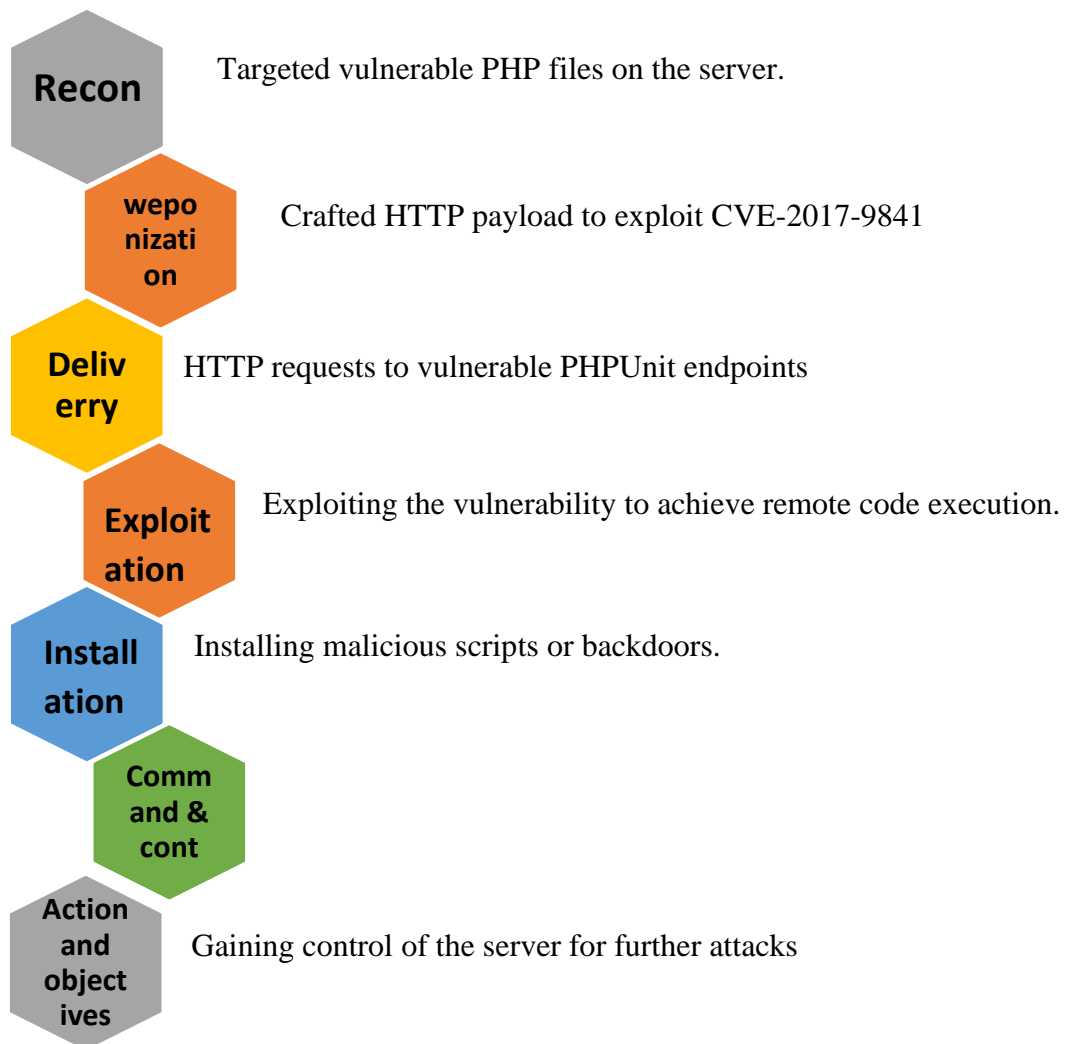 Recon
Targeted vulnerable PHP files on the server.
wepo
nizati
on
Crafted HTTP payload to exploit CVE-2017-9841
Deliv
erry
HTTP requests to vulnerable PHPUnit endpoints
Exploit
ation
Exploiting the vulnerability to achieve remote code execution.
Install
ation
Installing malicious scripts or backdoors.
Comm
and &
cont
Action
and
object
ives
Gaining control of the server for further attacks